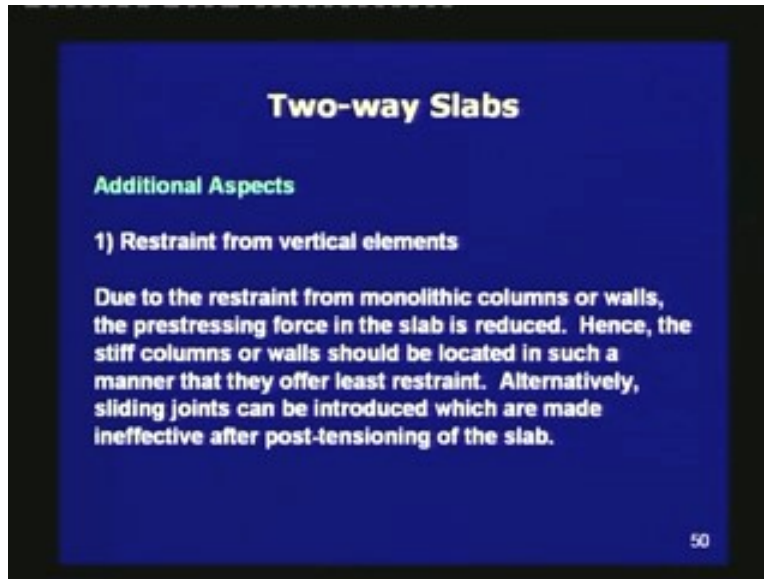 Two-way Slabs
Additional Aspects
1) Restraint from vertical elements
Due to the restraint from monolithic columns or walls,
the prestressing force in the slab is reduced.  Hence, the
stiff columns or walls should be located in such a
manner that they offer least restraint.  Alternatively,
sliding joints can be introduced which are made
ineffective after post-tensioning of the slab.
50